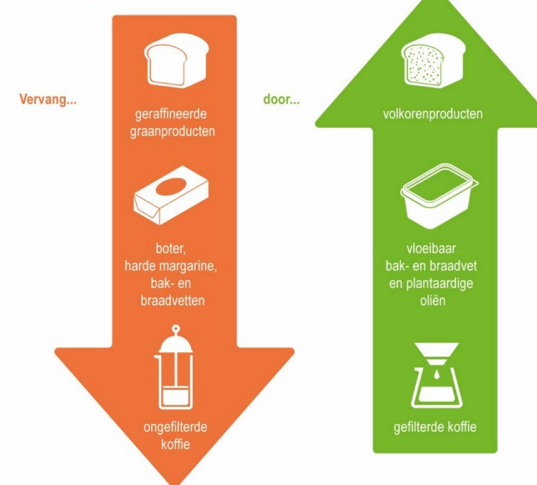 Vervang...
geraffineerde
graanproducten
boter,
harde margarine,
bak- en
braadvetten
ongefilterde
koffie
door...
volkorenproducten
vloeibaar
bak- en braadvet
en plantaardige
oliën
gefilterde koffie